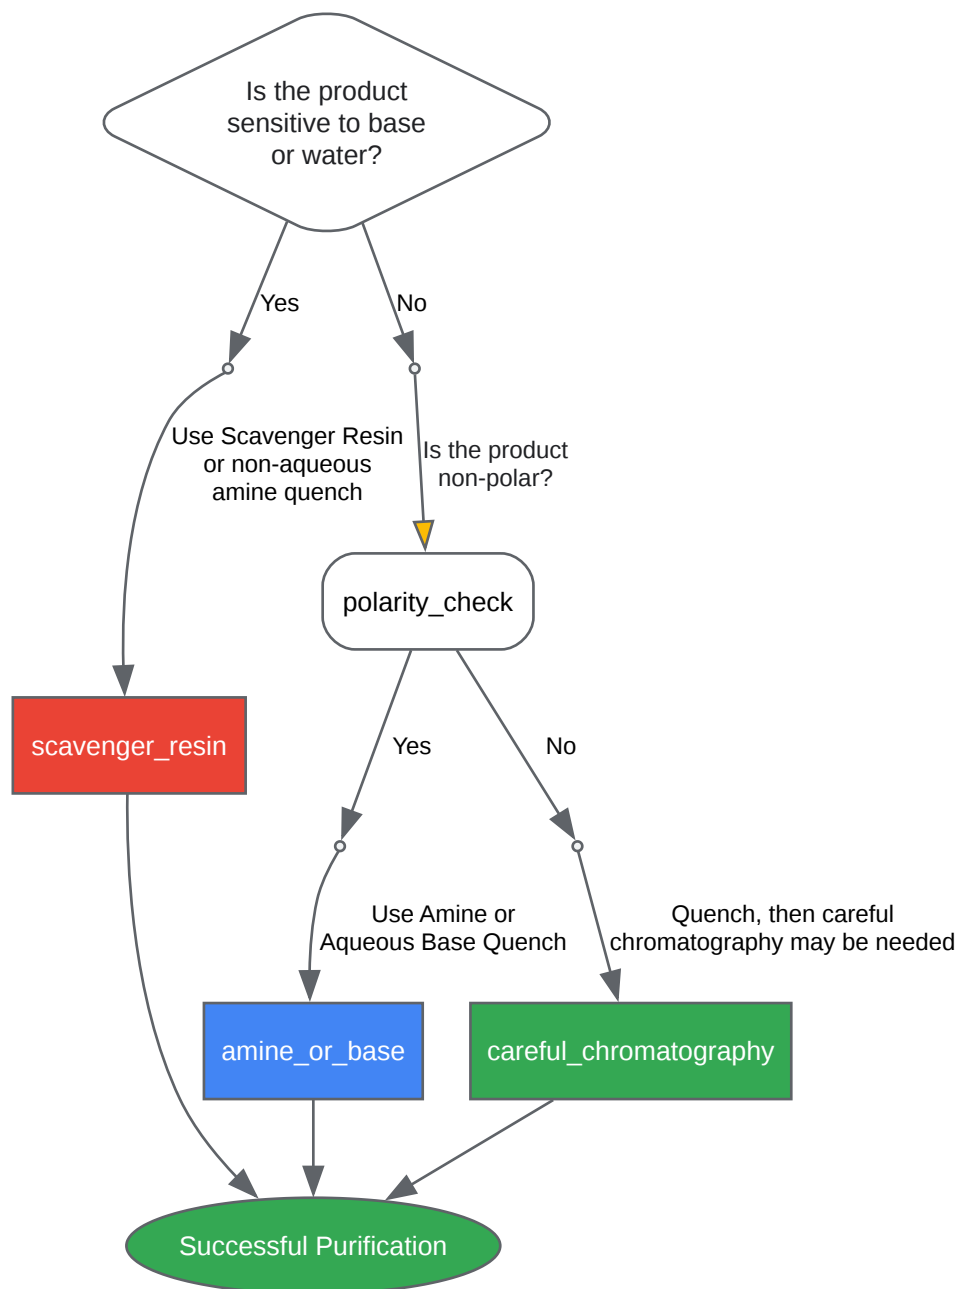 Is the product
sensitive to base
or water?
Yes
No
Use Scavenger Resin
or non-aqueous
amine quench
Is the product
non-polar?
polarity_check
scavenger_resin
Yes
No
Use Amine or
Aqueous Base Quench
Quench, then careful
chromatography may be needed
amine_or_base
careful_chromatography
Successful Purification